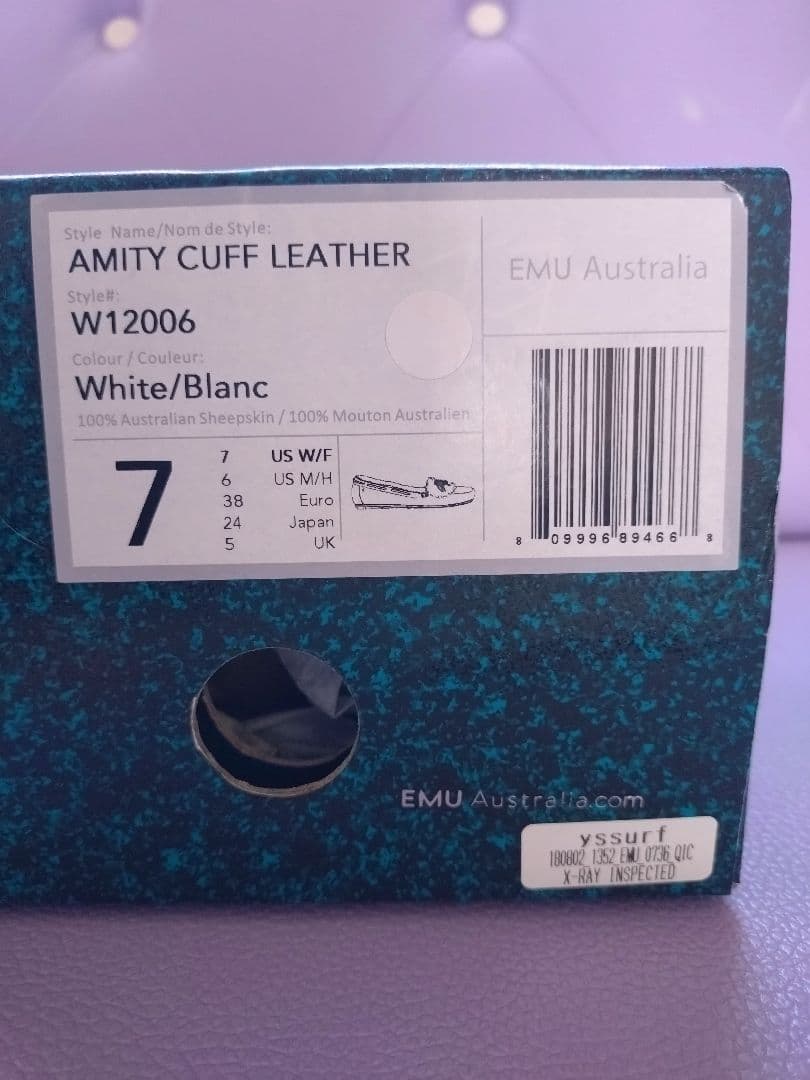 Style Name/Nom de Style:
AMITY CUFF LEATHER
Style#:
W12006
Colour / Couleur:
White/Blanc
100% Australian Sheepskin / 100% Mouton Australien
7
7 US W/F
6 US M/H
38 Euro
24 Japan
5 UK
EMU Australia
8 09996 89466 8
EMU Australia.com
yssurf
180802 1352 EMU 0736 QIC
X-RAY INSPECTED